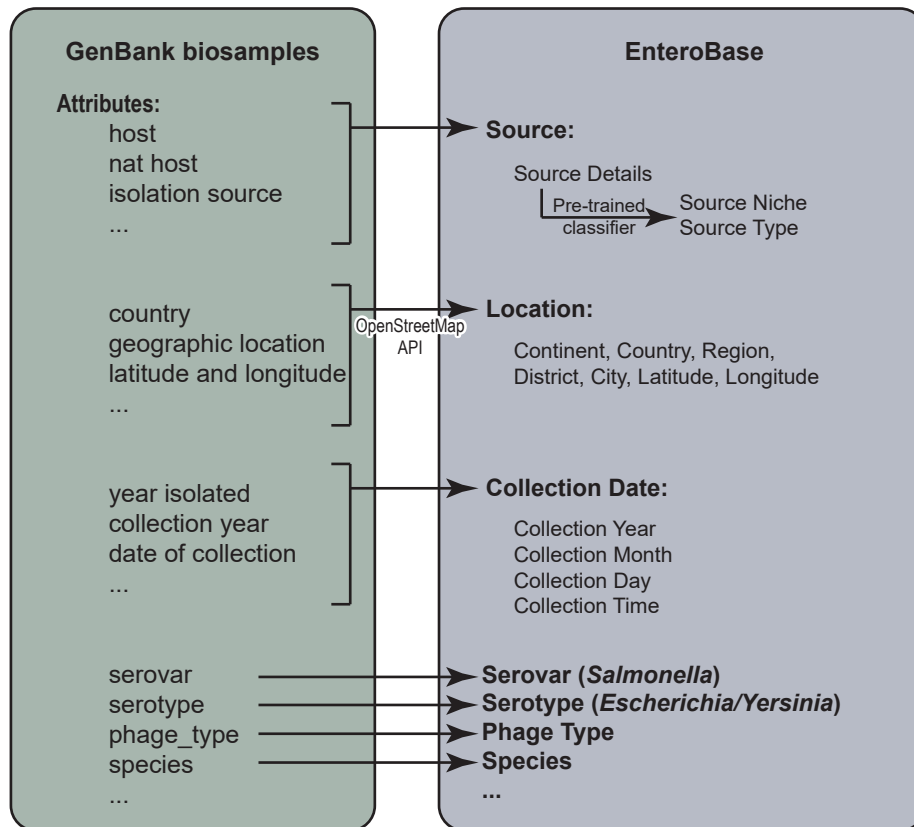 GenBank biosamples
Attributes:
host
nat host
isolation source
...
country
geographic location
latitude and longitude
...
year isolated
collection year
date of collection
...
serovar
serotype
phage_type
species
...
OpenStreetMap
API
EnteroBase
Source:
Source Details
Pre-trained
classifier
Source Niche
Source Type
Location:
Continent, Country, Region,
District, City, Latitude, Longitude
Collection Date:
Collection Year
Collection Month
Collection Day
Collection Time
Serovar (Salmonella)
Serotype (Escherichia/Yersinia)
Phage Type
Species
...